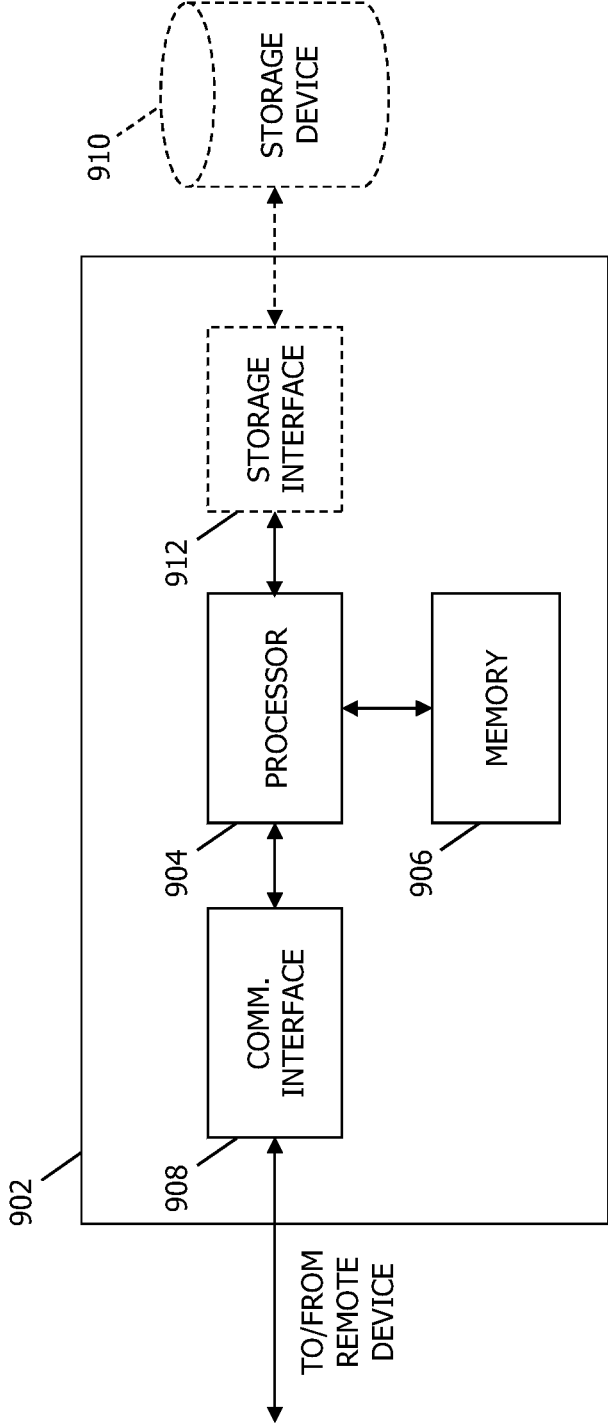 902
908
COMM.
INTERFACE
904
PROCESSOR
906
MEMORY
912
STORAGE
INTERFACE
910
STORAGE
DEVICE
TO/FROM
REMOTE
DEVICE